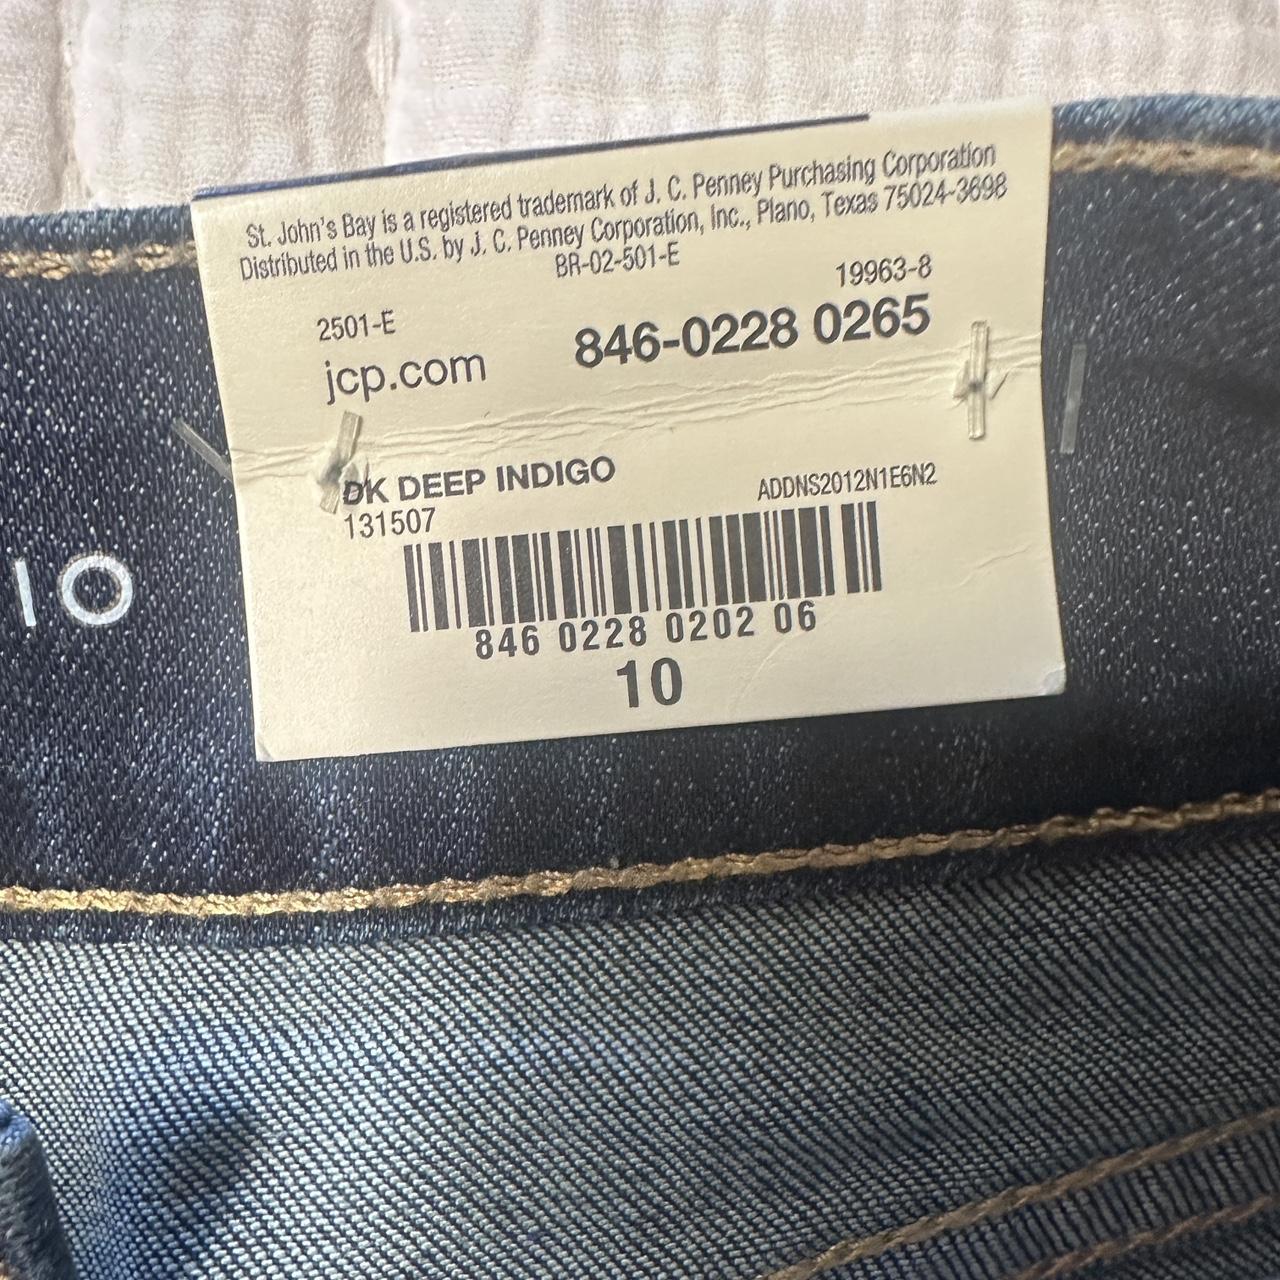 St. John's Bay is a registered trademark of J. C. Penney Purchasing Corporation
Distributed in the U.S. by J. C. Penney Corporation, Inc., Plano, Texas 75024-3698
BR-02-501-E
19963-8
2501-E
846-0228 0265
jcp.com
DK DEEP INDIGO
ADDNS2012N1E6N2
131507
846 0228 0202 06
10
10